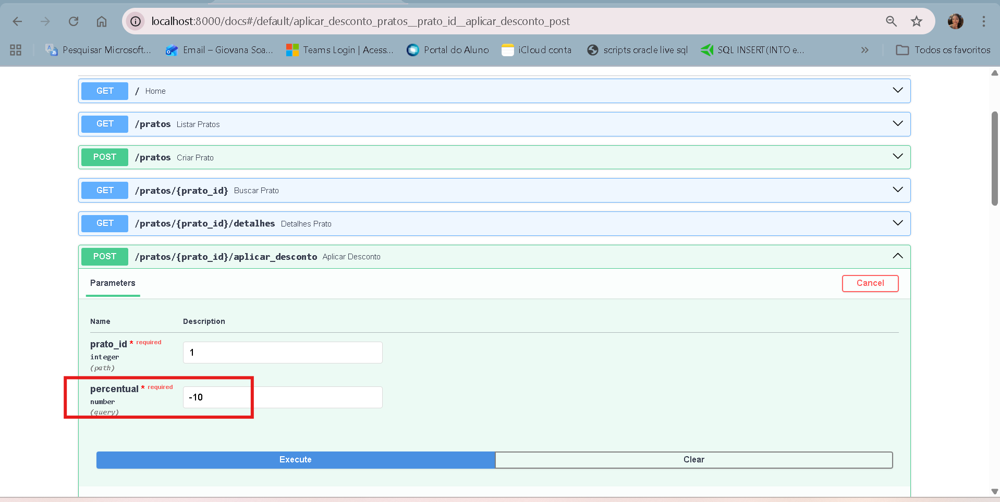 localhost:8000/docs#/default/aplicar_desconto_pratos__prato_id__aplicar_desconto_post
Pesquisar Microsoft... Email – Giovana Soa... Teams Login | Acess... Portal do Aluno iCloud conta scripts oracle live sql SQL INSERT(INTO e... » Todos os favoritos
GET / Home
GET /pratos Listar Pratos
POST /pratos Criar Prato
GET /pratos/{prato_id} Buscar Prato
GET /pratos/{prato_id}/detalhes Detalhes Prato
POST /pratos/{prato_id}/aplicar_desconto Aplicar Desconto
Parameters Cancel
Name Description
prato_id * required
integer
(path)
1
percentual * required
number
(query)
-10
Execute Clear